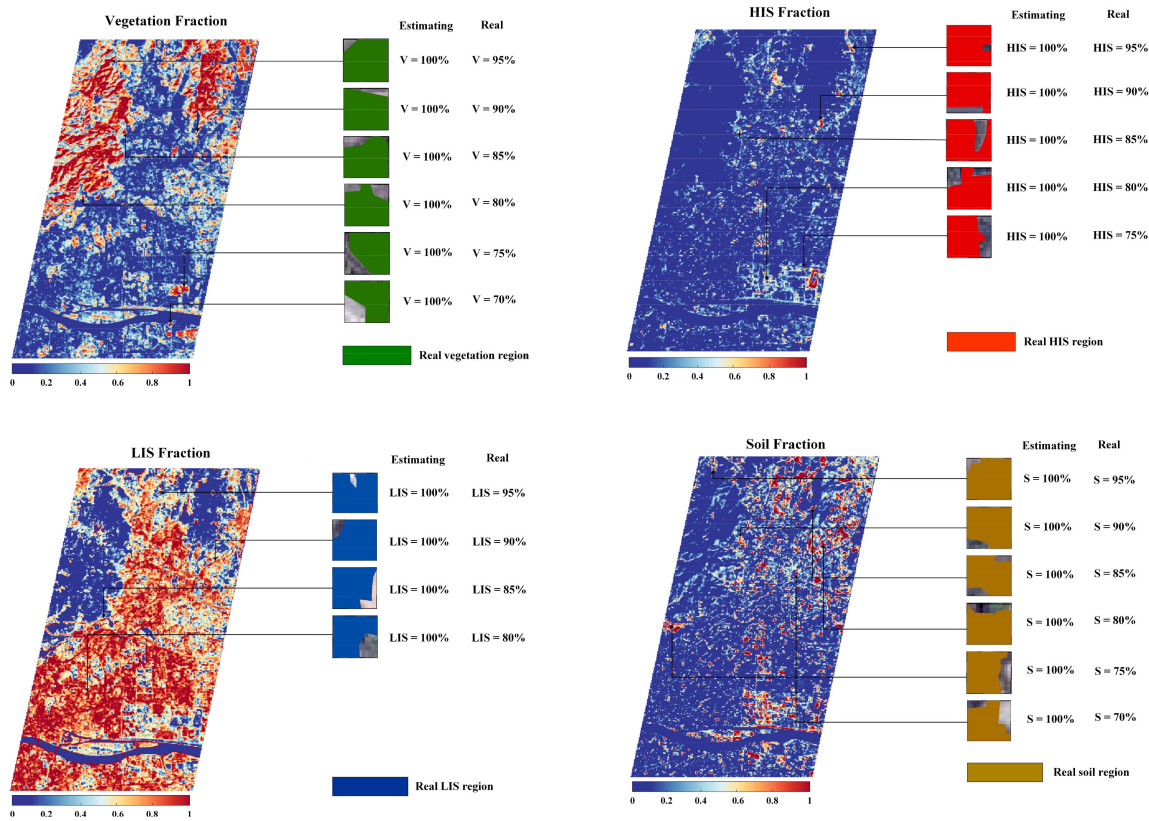 Vegetation Fraction
Estimating Real
V = 100% V = 95%
V = 100% V = 90%
V = 100% V = 85%
V = 100% V = 80%
V = 100% V = 75%
V = 100% V = 70%
Real vegetation region
0 0.2 0.4 0.6 0.8 1
HIS Fraction
Estimating Real
HIS = 100% HIS = 95%
HIS = 100% HIS = 90%
HIS = 100% HIS = 85%
HIS = 100% HIS = 80%
HIS = 100% HIS = 75%
Real HIS region
0 0.2 0.4 0.6 0.8 1
LIS Fraction
Estimating Real
LIS = 100% LIS = 95%
LIS = 100% LIS = 90%
LIS = 100% LIS = 85%
LIS = 100% LIS = 80%
Real LIS region
0 0.2 0.4 0.6 0.8 1
Soil Fraction
Estimating Real
S = 100% S = 95%
S = 100% S = 90%
S = 100% S = 85%
S = 100% S = 80%
S = 100% S = 75%
S = 100% S = 70%
Real soil region
0 0.2 0.4 0.6 0.8 1